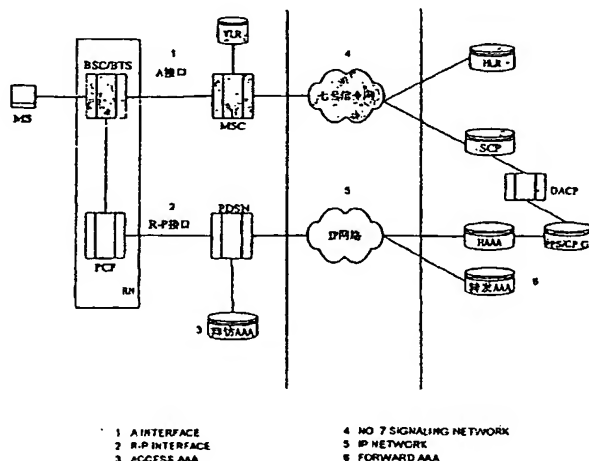 1
A接口
VLR
BSC/BTS
MS
MSC
4
七号信令网
HLR
SCP
DACP
2
R-P接口
PDSN
PCF
RN
5
IP网络
HAAA
转发AAA
6
3
拜访AAA
1 A INTERFACE
2 R-P INTERFACE
3 ACCESS AAA
4 NO 7 SIGNALING NETWORK
5 IP NETWORK
6 FORWARD AAA